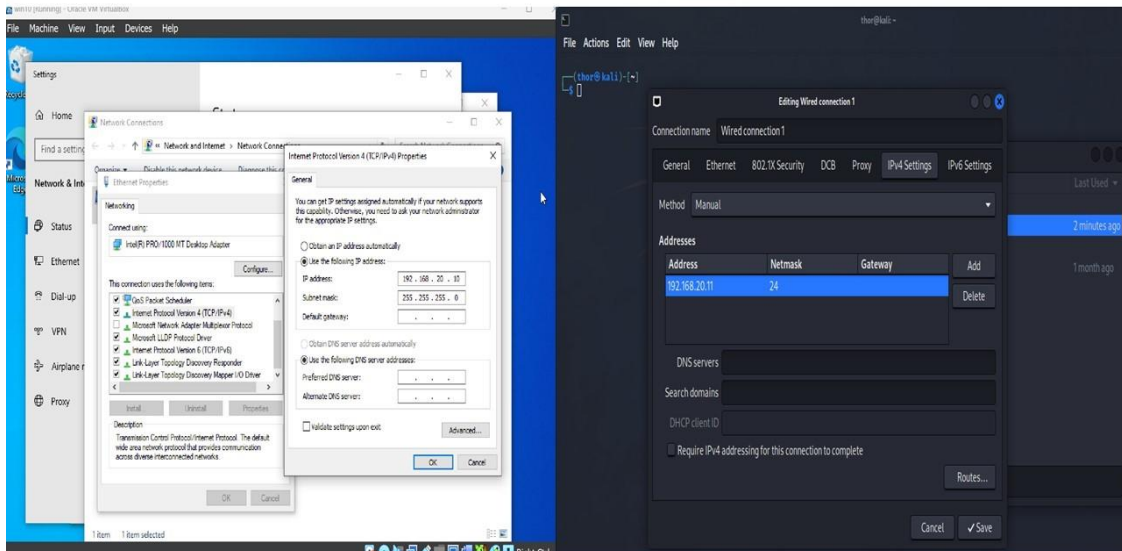 win10 [Running] - Oracle VM VirtualBox
File Machine View Input Devices Help
Settings
Home
Find a setting
Status
Ethernet
Dial-up
VPN
Proxy
Network Connections
Network and Internet > Network Connections
Organize Disable this network device Diagnose this
Ethernet Properties
Networking
Connect using:
Intel(R) PRO/1000 MT Desktop Adapter
Configure...
This connection uses the following items:
QoS Packet Scheduler
Internet Protocol Version 4 (TCP/IPv4)
Microsoft Network Adapter Multiplexor Protocol
Microsoft LLDP Protocol Driver
Internet Protocol Version 6 (TCP/IPv6)
Link-Layer Topology Discovery Responder
Link-Layer Topology Discovery Mapper I/O Driver
Install... Uninstall Properties
Description
Transmission Control Protocol/Internet Protocol. The default
wide area network protocol that provides communication
across diverse interconnected networks.
OK Cancel
1 item 1 item selected
Internet Protocol Version 4 (TCP/IPv4) Properties
General
You can get IP settings assigned automatically if your network supports
this capability. Otherwise, you need to ask your network administrator
for the appropriate IP settings.
Obtain an IP address automatically
Use the following IP address:
IP address: 192 . 168 . 20 . 10
Subnet mask: 255 . 255 . 255 . 0
Default gateway: . . .
Obtain DNS server address automatically
Use the following DNS server addresses:
Preferred DNS server: . . .
Alternate DNS server: . . .
Validate settings upon exit
Advanced...
OK Cancel
Right Ctrl
thor@kali: ~
File Actions Edit View Help
(thor㉿kali)-[~]
$
Editing Wired connection 1
Connection name Wired connection 1
General Ethernet 802.1X Security DCB Proxy IPv4 Settings IPv6 Settings
Method Manual
Addresses
Address Netmask Gateway
192.168.20.11 24
Add
Delete
DNS servers
Search domains
DHCP client ID
Require IPv4 addressing for this connection to complete
Routes...
Cancel ✓Save
Last Used
2 minutes ago
1 month ago